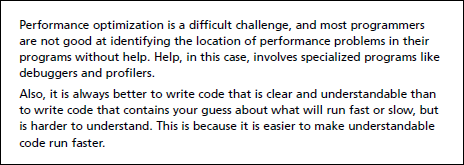 Performance optimization is a difficult challenge, and most programmers
are not good at identifying the location of performance problems in their
programs without help. Help, in this case, involves specialized programs like
debuggers and profilers.
Also, it is always better to write code that is clear and understandable than
to write code that contains your guess about what will run fast or slow, but
is harder to understand. This is because it is easier to make understandable
code run faster.